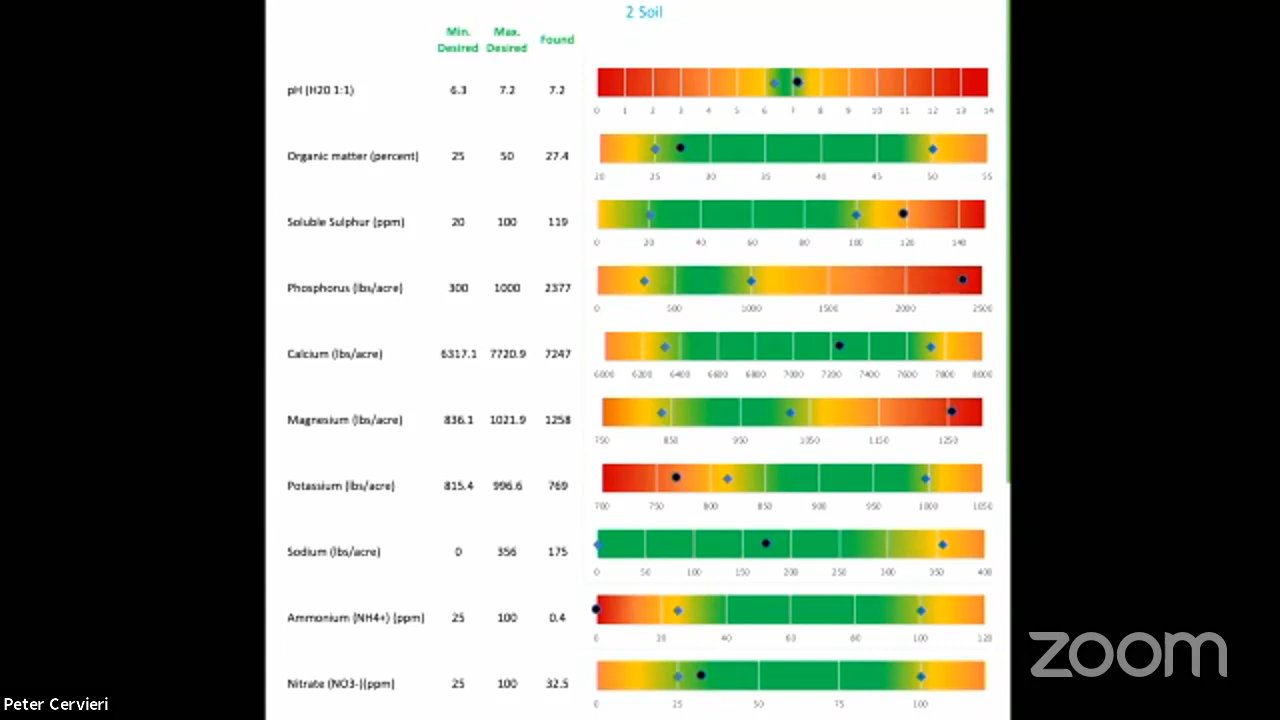 2 Soil
Min. Desired Max. Desired Found
pH (H2O 1:1) 6.3 7.2 7.2
0 1 2 3 4 5 6 7 8 9 10 11 12 13 14
Organic matter (percent) 25 50 27.4
20 25 30 35 40 45 50 55
Soluble Sulphur (ppm) 20 100 119
0 20 40 60 80 100 120 140
Phosphorus (lbs/acre) 300 1000 2377
0 500 1000 1500 2000 2500
Calcium (lbs/acre) 6317.1 7720.9 7247
6000 6200 6400 6600 6800 7000 7200 7400 7600 7800 8000
Magnesium (lbs/acre) 836.1 1021.9 1258
750 850 950 1050 1150 1250
Potassium (lbs/acre) 815.4 996.6 769
700 750 800 850 900 950 1000 1050
Sodium (lbs/acre) 0 356 175
0 50 100 150 200 250 300 350 400
Ammonium (NH4+) (ppm) 25 100 0.4
0 20 40 60 80 100 120
Nitrate (NO3-)(ppm) 25 100 32.5
0 25 50 75 100
zoom
Peter Cervieri